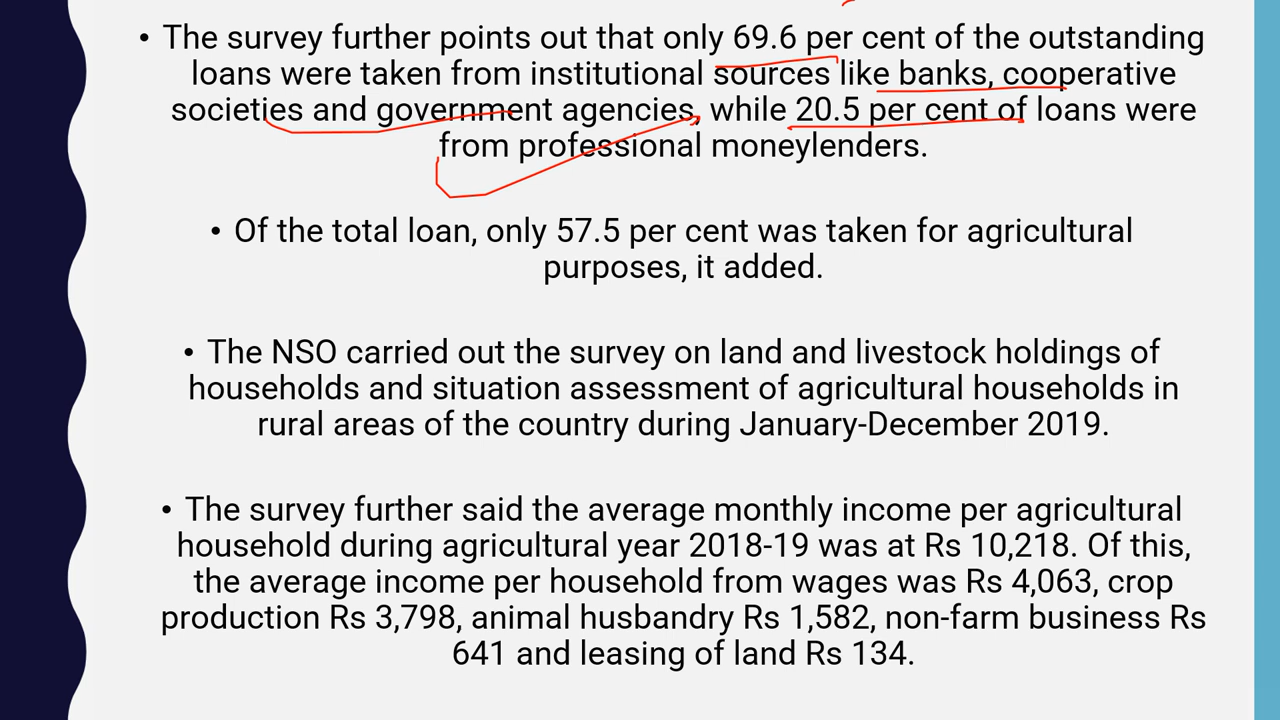 • The survey further points out that only 69.6 per cent of the outstanding
loans were taken from institutional sources like banks, cooperative
societies and government agencies, while 20.5 per cent of loans were
from professional moneylenders.
• Of the total loan, only 57.5 per cent was taken for agricultural
purposes, it added.
• The NSO carried out the survey on land and livestock holdings of
households and situation assessment of agricultural households in
rural areas of the country during January-December 2019.
• The survey further said the average monthly income per agricultural
household during agricultural year 2018-19 was at Rs 10,218. Of this,
the average income per household from wages was Rs 4,063, crop
production Rs 3,798, animal husbandry Rs 1,582, non-farm business Rs
641 and leasing of land Rs 134.